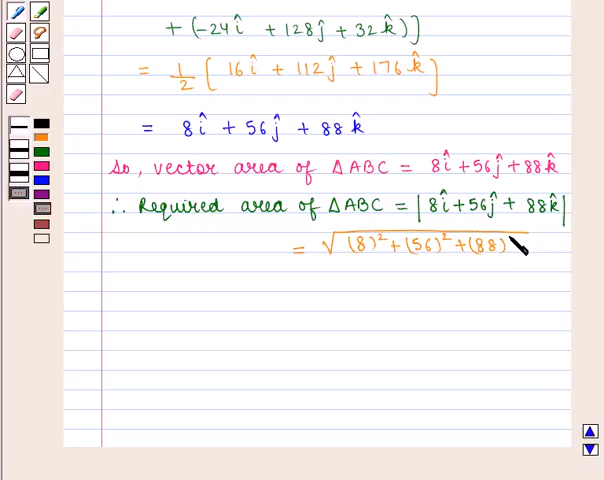 + (-24î + 128ĵ + 32k̂)]
= 1/2 [16î + 112ĵ + 176k̂]
= 8î + 56ĵ + 88k̂
So, vector area of ΔABC = 8î + 56ĵ + 88k̂
∴ Required area of ΔABC = |8î + 56ĵ + 88k̂|
= √(8)² + (56)² + (88)